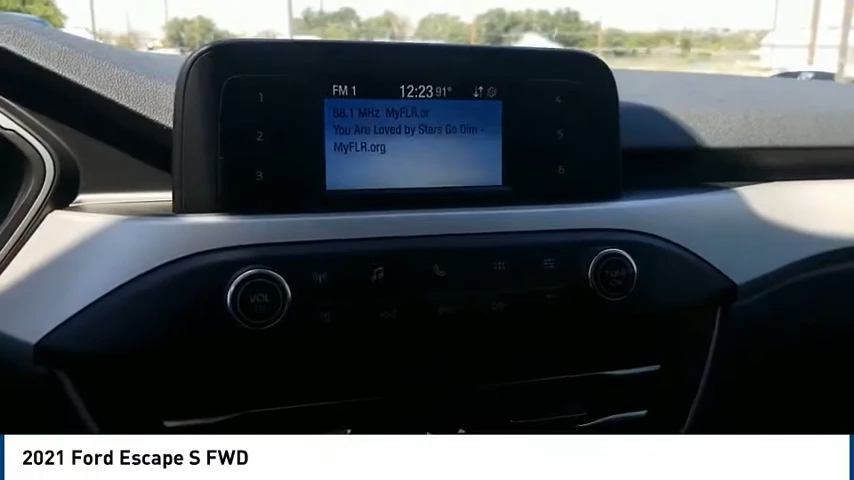 FM 1 12:23 91°
1 88.1 MHz MyFLR.or 4
2 You Are Loved by Stars Go Dim - 5
MyFLR.org
3 6
VOL TUNE
2021 Ford Escape S FWD